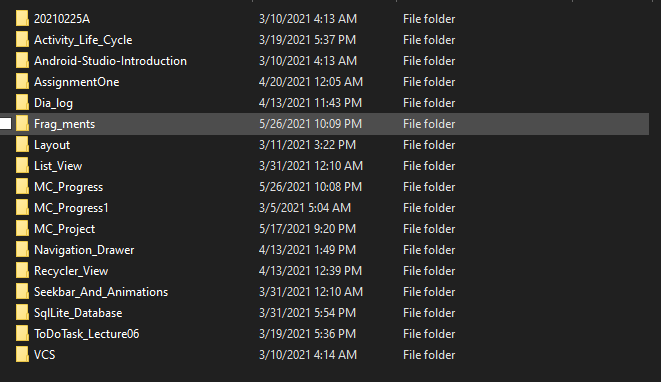 20210225A 3/10/2021 4:13 AM File folder
Activity_Life_Cycle 3/19/2021 5:37 PM File folder
Android-Studio-Introduction 3/10/2021 4:13 AM File folder
AssignmentOne 4/20/2021 12:05 AM File folder
Dia_log 4/13/2021 11:43 PM File folder
Frag_ments 5/26/2021 10:09 PM File folder
Layout 3/11/2021 3:22 PM File folder
List_View 3/31/2021 12:10 AM File folder
MC_Progress 5/26/2021 10:08 PM File folder
MC_Progress1 3/5/2021 5:04 AM File folder
MC_Project 5/17/2021 9:20 PM File folder
Navigation_Drawer 4/13/2021 1:49 PM File folder
Recycler_View 4/13/2021 12:39 PM File folder
Seekbar_And_Animations 3/31/2021 12:10 AM File folder
SqlLite_Database 3/31/2021 5:54 PM File folder
ToDoTask_Lecture06 3/19/2021 5:36 PM File folder
VCS 3/10/2021 4:14 AM File folder